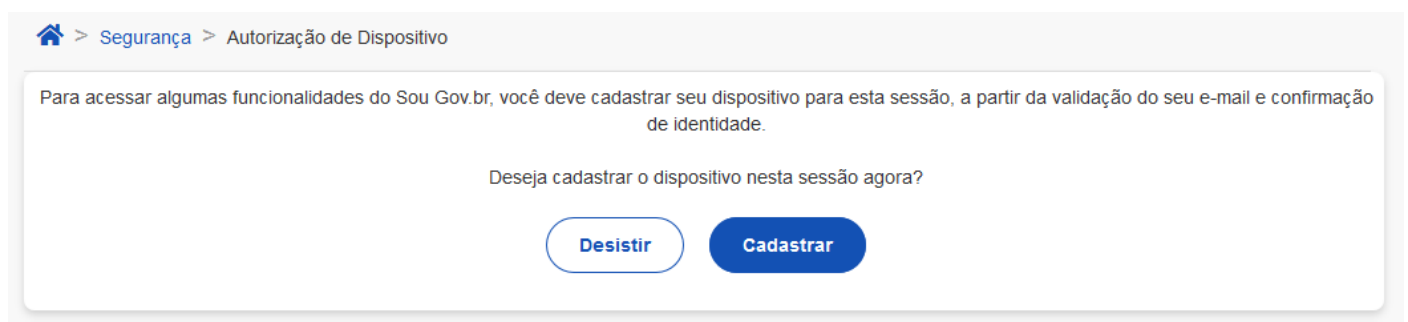 > Segurança > Autorização de Dispositivo
Para acessar algumas funcionalidades do Sou Gov.br, você deve cadastrar seu dispositivo para esta sessão, a partir da validação do seu e-mail e confirmação
de identidade.
Deseja cadastrar o dispositivo nesta sessão agora?
Desistir Cadastrar